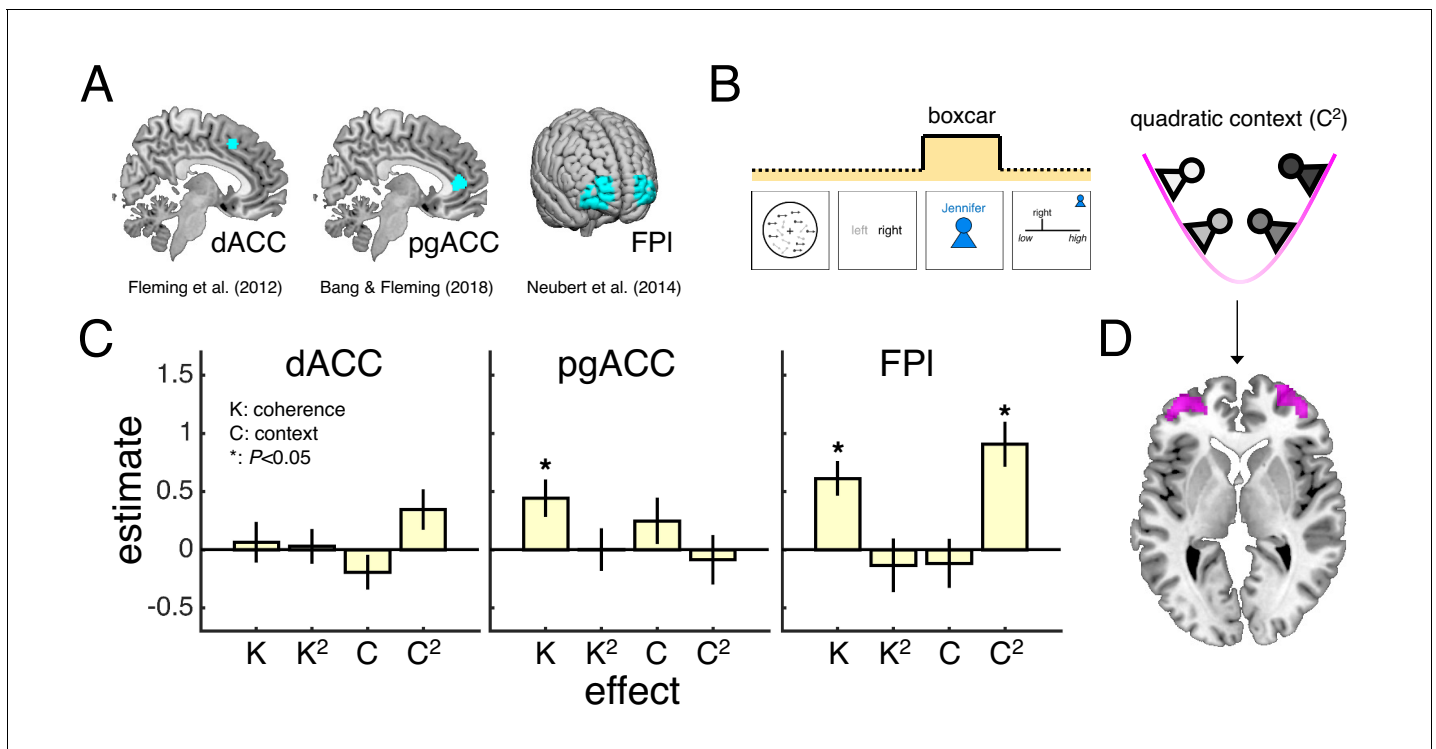 A
dACC
pgACC
FPl
Fleming et al. (2012)
Bang & Fleming (2018)
Neubert et al. (2014)
B
boxcar
left right
Jennifer
right
low high
quadratic context (C²)
C
dACC
pgACC
FPl
K: coherence
C: context
*: P<0.05
*
*
*
estimate
1.5
1
0.5
0
-0.5
K K² C C²
K K² C C²
K K² C C²
effect
D